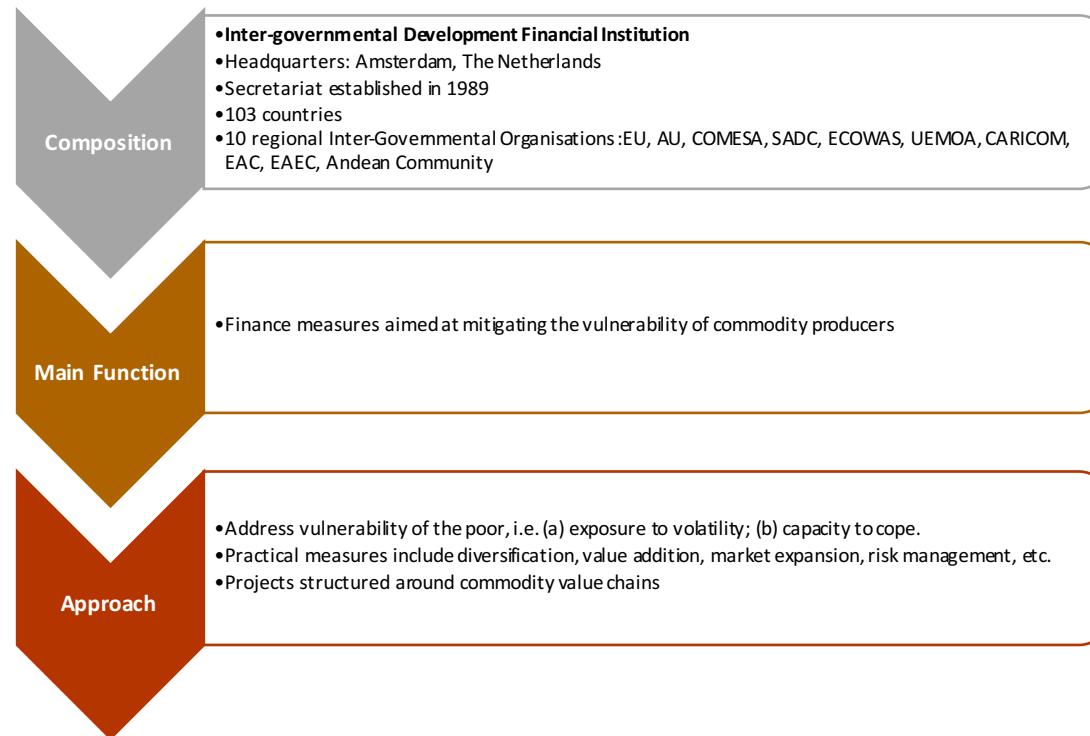 Composition
•Inter-governmental Development Financial Institution
•Headquarters: Amsterdam, The Netherlands
•Secretariat established in 1989
•103 countries
•10 regional Inter-Governmental Organisations:EU, AU, COMESA, SADC, ECOWAS, UEMOA, CARICOM,
EAC, EAEC, Andean Community
Main Function
•Finance measures aimed at mitigating the vulnerability of commodity producers
Approach
•Address vulnerability of the poor, i.e. (a) exposure to volatility; (b) capacity to cope.
•Practical measures include diversification, value addition, market expansion, risk management, etc.
•Projects structured around commodity value chains